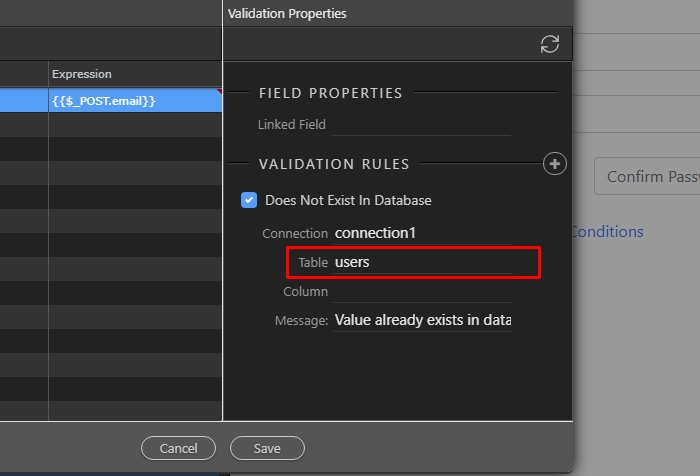 Validation Properties
Expression
{{$_POST.email}}
FIELD PROPERTIES
Linked Field
VALIDATION RULES
Does Not Exist In Database
Connection connection1
Table users
Column
Message: Value already exists in data
Confirm Passw
Conditions
Cancel Save